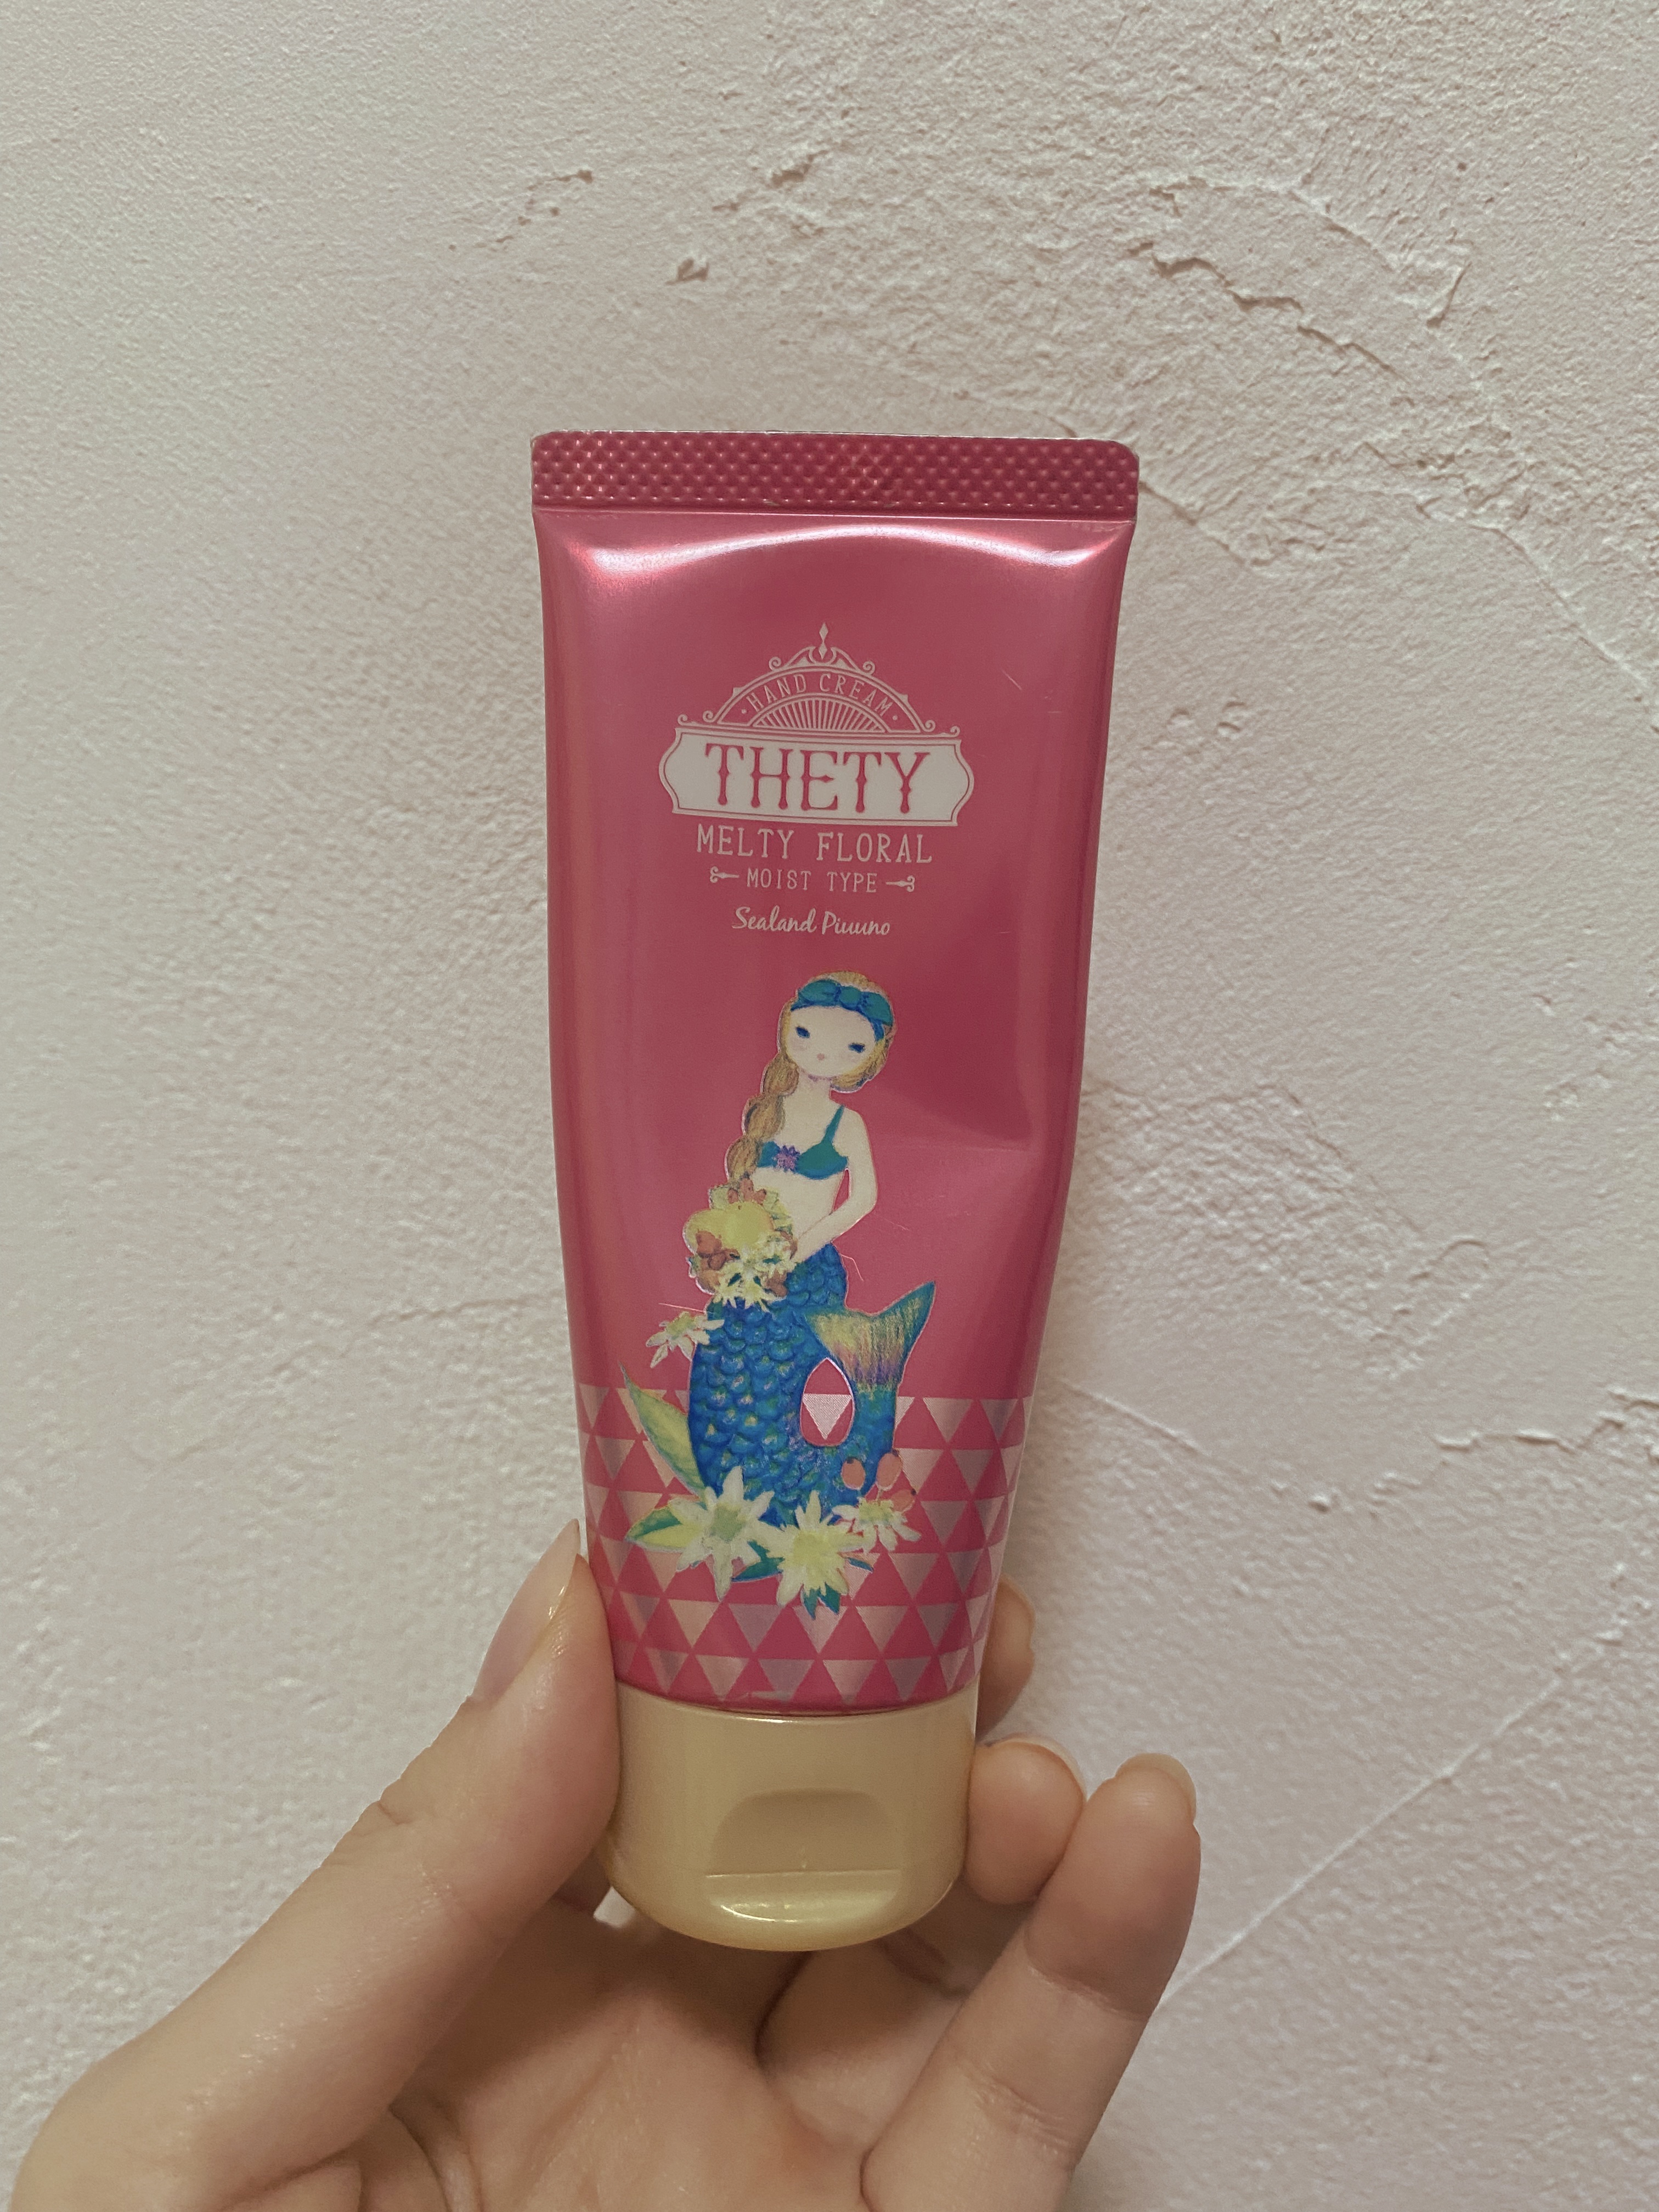 HAND CREAM
THETY
MELTY FLORAL
MOIST TYPE
Sealand Piuuno